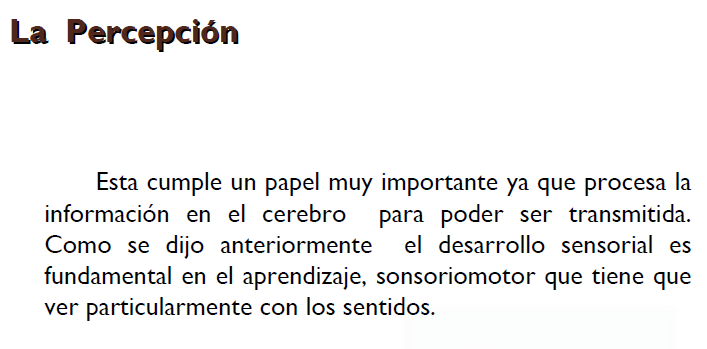 La Percepción
Esta cumple un papel muy importante ya que procesa la
información en el cerebro para poder ser transmitida.
Como se dijo anteriormente el desarrollo sensorial es
fundamental en el aprendizaje, sonsoriomotor que tiene que
ver particularmente con los sentidos.